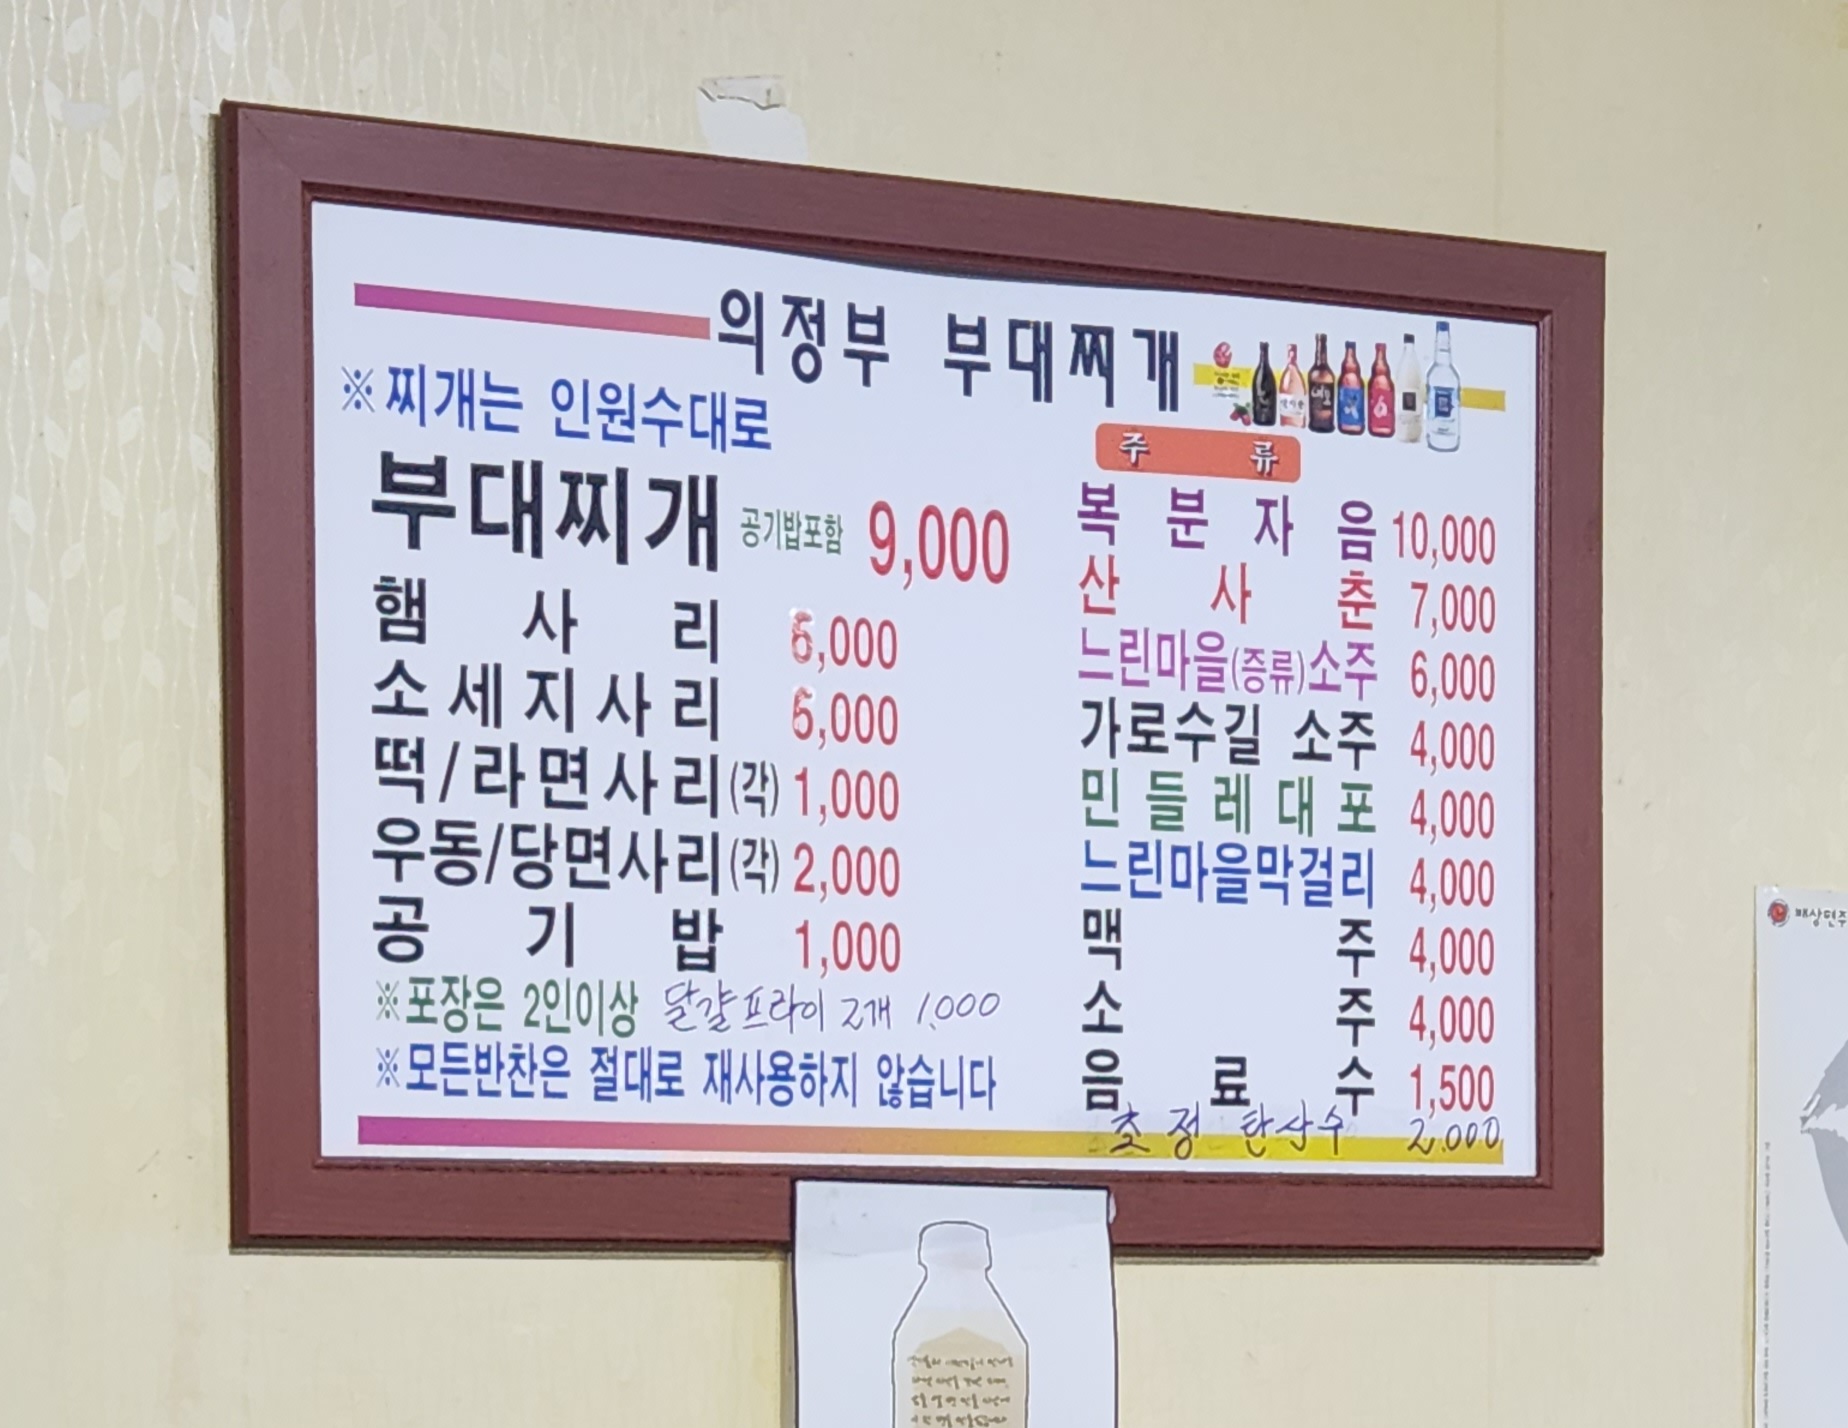 의정부 부대찌개
※찌개는 인원수대로
부대찌개 공기밥포함 9,000
햄사리 6,000
소세지사리 6,000
떡/라면사리(각) 1,000
우동/당면사리(각) 2,000
공기밥 1,000
※포장은 2인이상 달걀프라이 2개 1,000
※모든반찬은 절대로 재사용하지 않습니다
주류
복분자음 10,000
산사춘 7,000
느린마을(증류)소주 6,000
가로수길 소주 4,000
민들레대포 4,000
느린마을막걸리 4,000
맥주 4,000
소주 4,000
음료수 1,500
초정 탄산수 2,000
배상면주